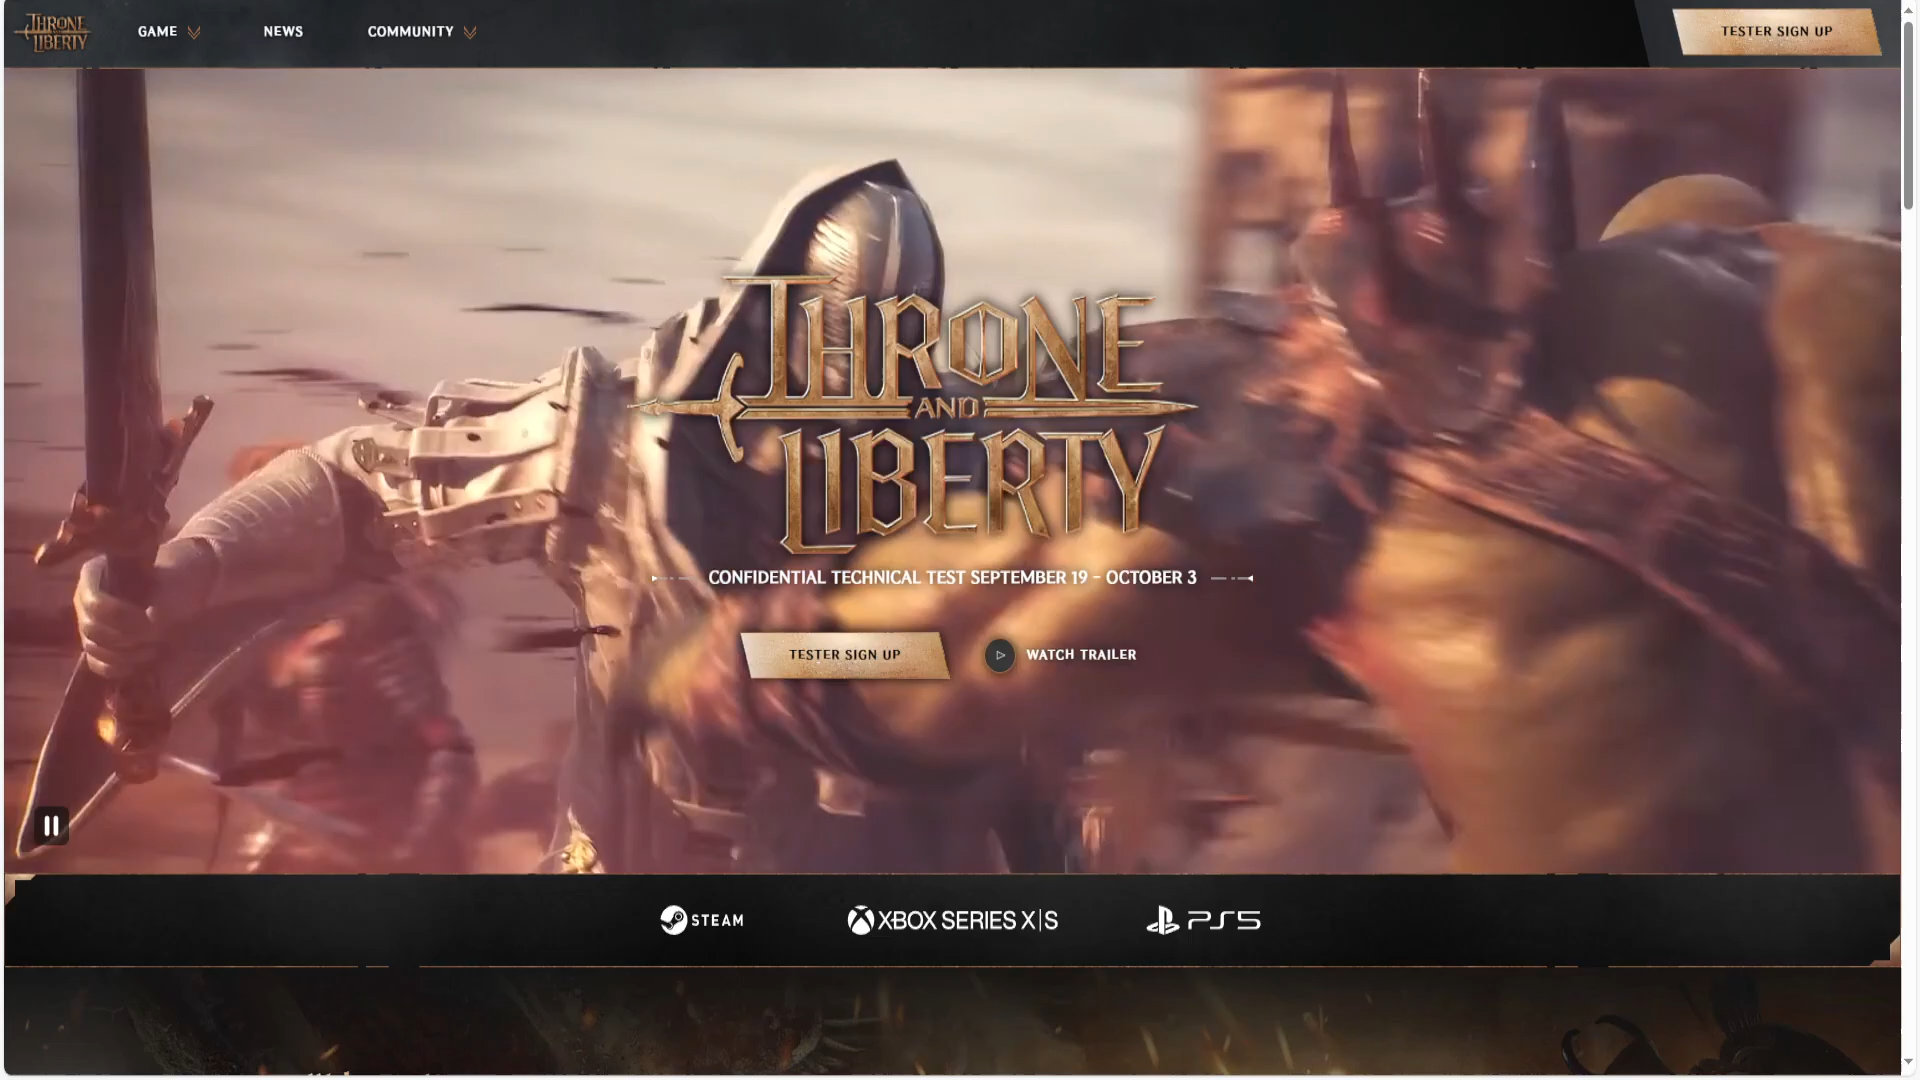 THRONE AND LIBERTY
GAME
NEWS
COMMUNITY
TESTER SIGN UP
THRONE
AND
LIBERTY
CONFIDENTIAL TECHNICAL TEST SEPTEMBER 19 - OCTOBER 3
TESTER SIGN UP
WATCH TRAILER
STEAM
XBOX SERIES X|S
PS5